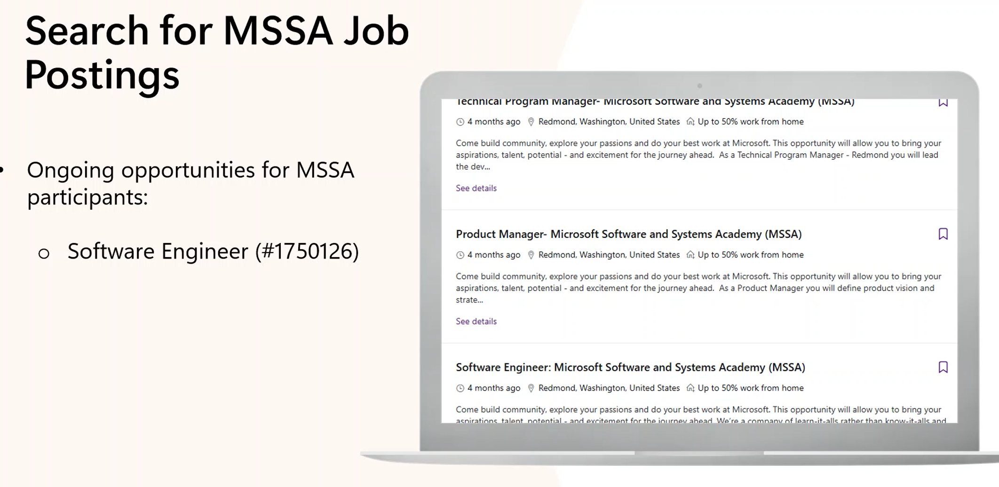 Search for MSSA Job
Postings
• Ongoing opportunities for MSSA
participants:
o Software Engineer (#1750126)
Technical Program Manager- Microsoft Software and Systems Academy (MSSA)
4 months ago Redmond, Washington, United States Up to 50% work from home
Come build community, explore your passions and do your best work at Microsoft. This opportunity will allow you to bring your
aspirations, talent, potential - and excitement for the journey ahead.  As a Technical Program Manager - Redmond you will lead
the dev...
See details
Product Manager- Microsoft Software and Systems Academy (MSSA)
4 months ago Redmond, Washington, United States Up to 50% work from home
Come build community, explore your passions and do your best work at Microsoft. This opportunity will allow you to bring your
aspirations, talent, potential - and excitement for the journey ahead.  As a Product Manager you will define product vision and
strate...
See details
Software Engineer: Microsoft Software and Systems Academy (MSSA)
4 months ago Redmond, Washington, United States Up to 50% work from home
Come build community, explore your passions and do your best work at Microsoft. This opportunity will allow you to bring your
aspirations, talent, potential - and excitement for the journey ahead. We're a company of learn-it-alls rather than know-it-alls and